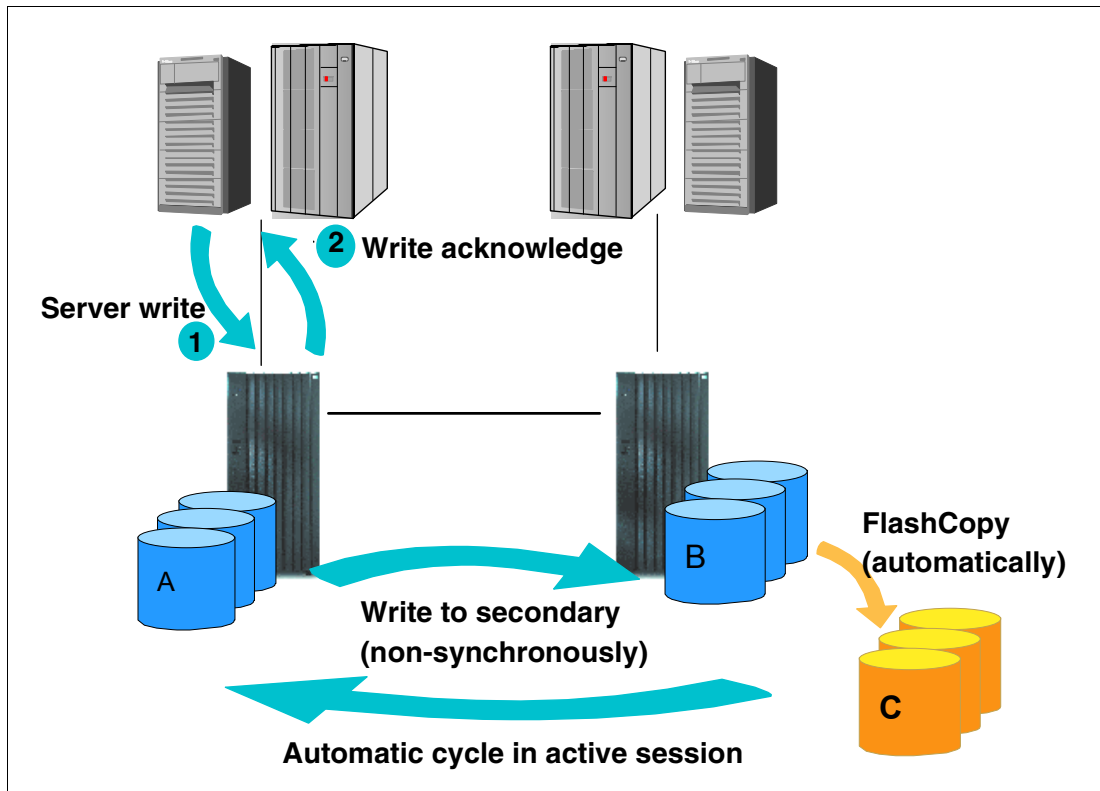 2 Write acknowledge
Server write
1
A
B
FlashCopy
(automatically)
Write to secondary
(non-synchronously)
C
Automatic cycle in active session